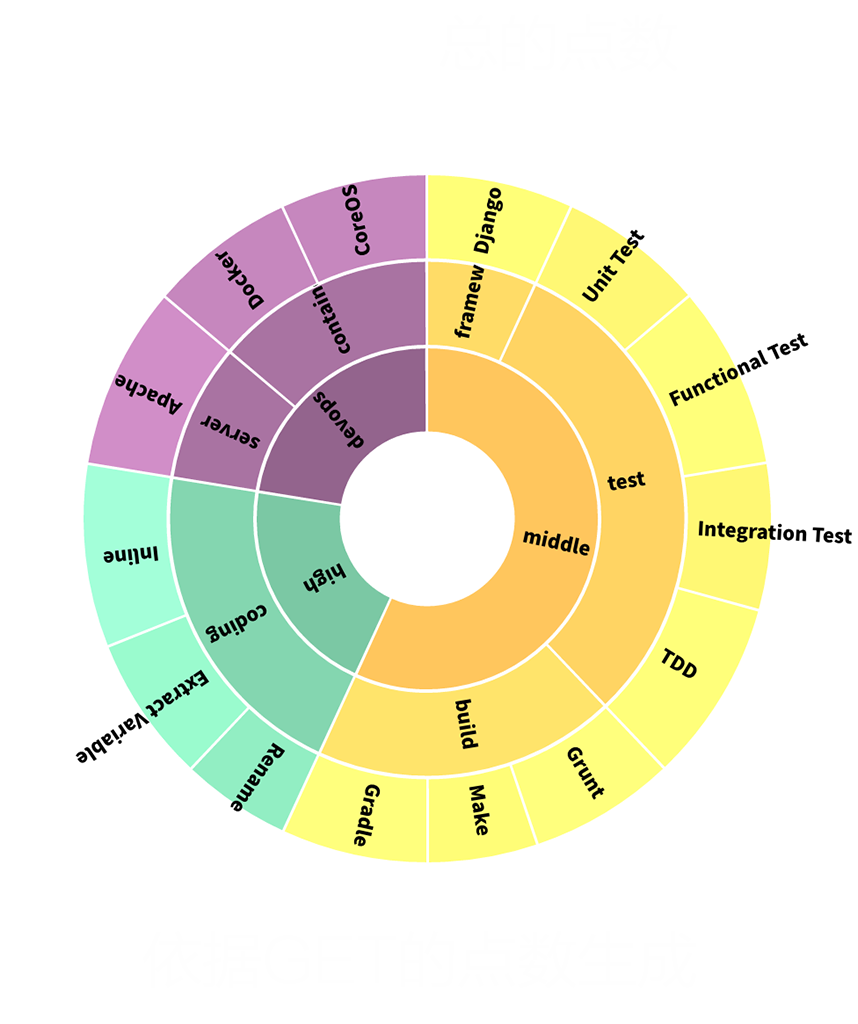 middle
high
devops
framew
test
build
coding
server
contain
Django
Unit Test
Functional Test
Integration Test
TDD
Grunt
Make
Gradle
Rename
Extract Variable
Inline
Apache
Docker
CoreOS